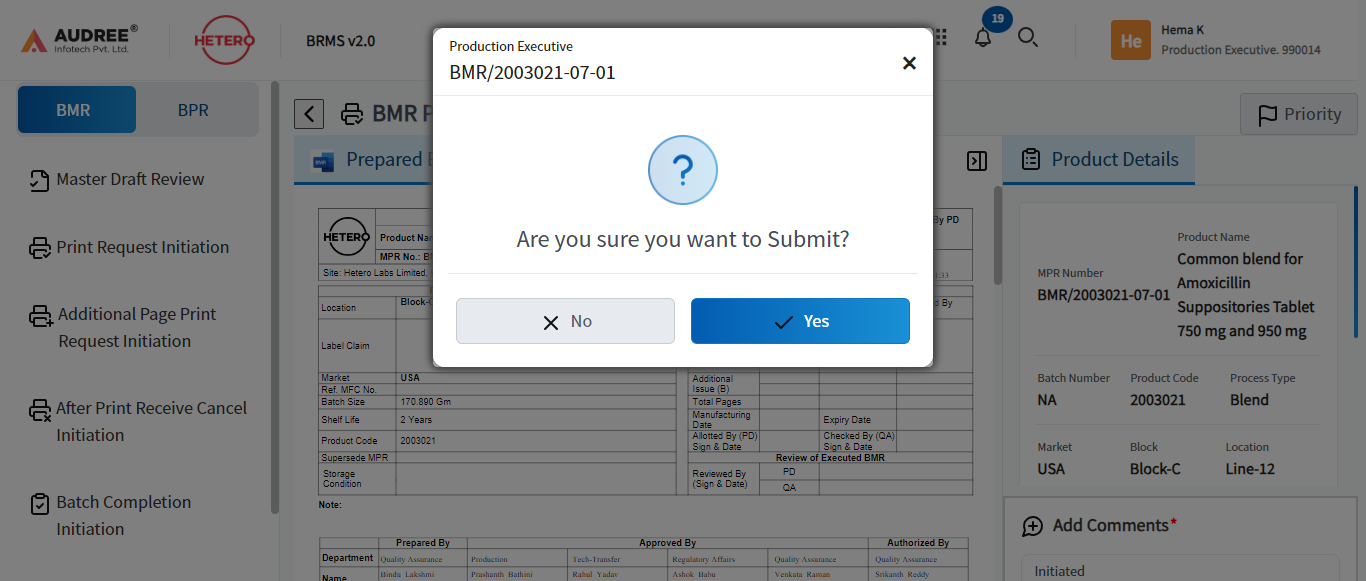 AUDREE®
Infotech Pvt. Ltd.
HETERO
BRMS v2.0
19
He
Hema K
Production Executive. 990014
BMR
BPR
Master Draft Review
Print Request Initiation
Additional Page Print
Request Initiation
After Print Receive Cancel
Initiation
Batch Completion
Initiation
BMR
Priority
Prepared
Production Executive
BMR/2003021-07-01
Are you sure you want to Submit?
No
Yes
HETERO
Product
By PD
MPR No.:
Site: Hetero Labs Limited,
Location
By
Label Claim
Market
USA
Ref. MFC No.
Batch Size
170.890 Gm
Shelf Life
2 Years
Product Code
2003021
Supersede MPR
Storage
Condition
Additional
Issue (B)
Total Pages
Manufacturing
Date
Expiry Date
Allotted By (PD)
Sign & Date
Checked By (QA)
Sign & Date
Review of Executed BMR
Reviewed By
(Sign & Date)
PD
QA
Note:
Prepared By
Approved By
Authorized By
Department
Quality Assurance
Production
Tech-Transfer
Regulatory Affairs
Quality Assurance
Quality Assurance
Name
Bindu Lakshmi
Prashanth Bathini
Rahul Yadav
Ashok Babu
Venkata Raman
Srikanth Reddy
Product Details
MPR Number
BMR/2003021-07-01
Product Name
Common blend for
Amoxicillin
Suppositories Tablet
750 mg and 950 mg
Batch Number
NA
Product Code
2003021
Process Type
Blend
Market
USA
Block
Block-C
Location
Line-12
Add Comments*
Initiated